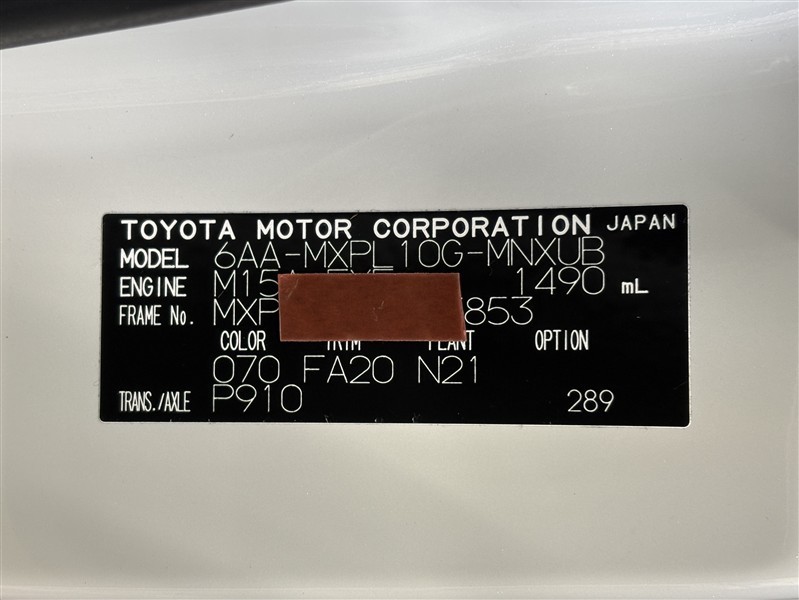 TOYOTA MOTOR CORPORATION JAPAN
MODEL 6AA-MXPL10G-MNXUB
ENGINE 1490 mL
FRAME No.
COLOR TRIM PLANT OPTION
070 FA20 N21
TRANS./AXLE P910 289